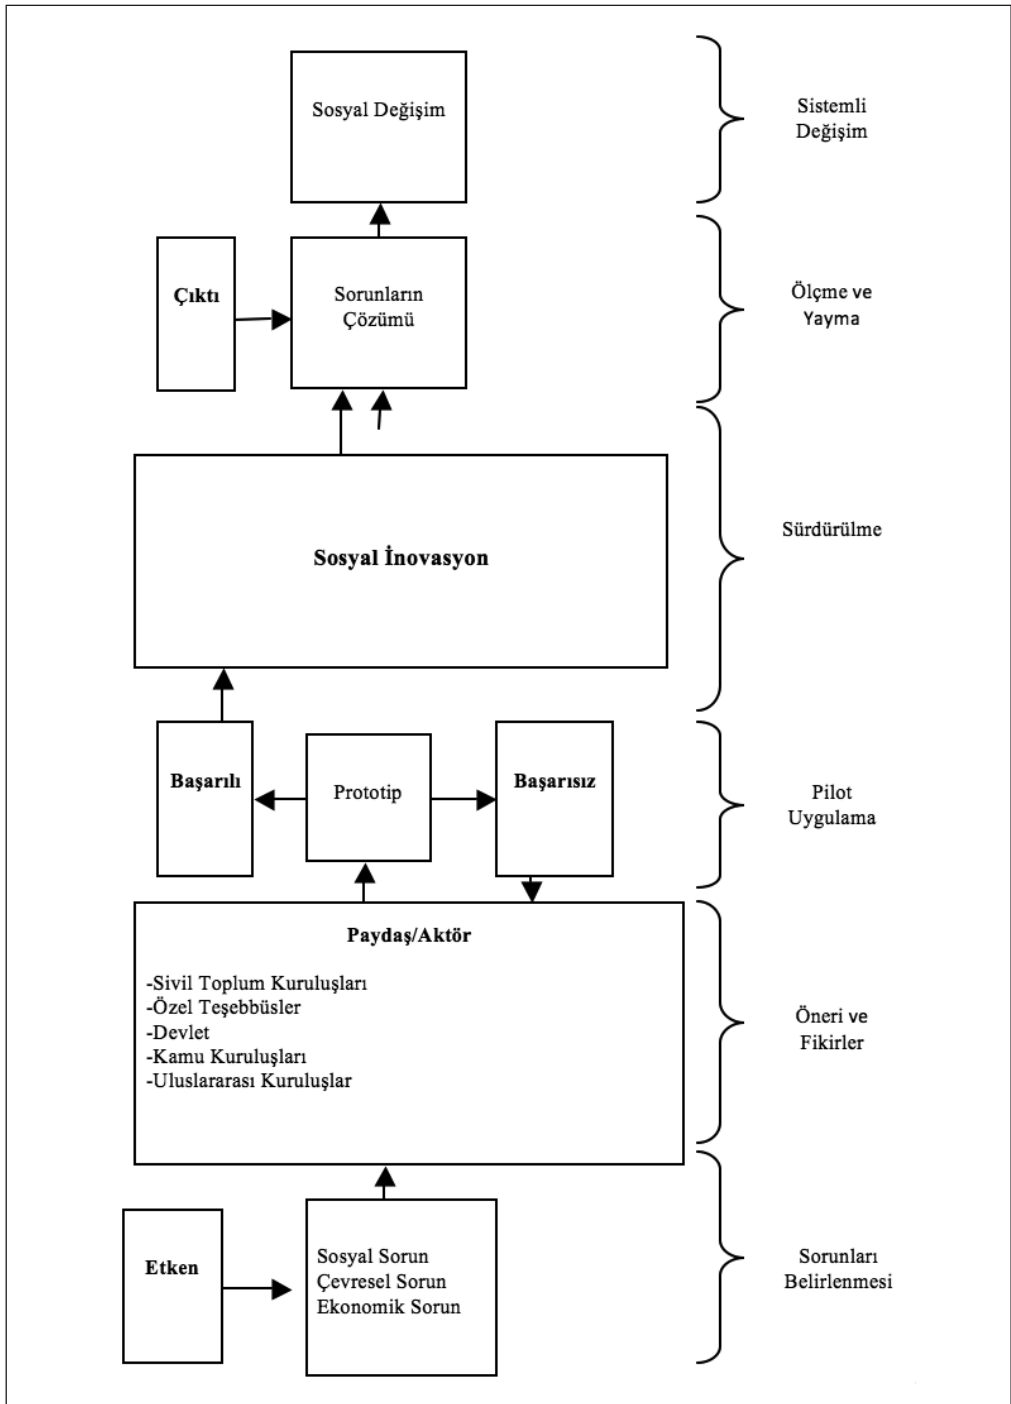 Sosyal Değişim
Sistemli
Değişim
Çıktı
Sorunların
Çözümü
Ölçme ve
Yayma
Sosyal İnovasyon
Sürdürülme
Başarılı
Prototip
Başarısız
Pilot
Uygulama
Paydaş/Aktör
-Sivil Toplum Kuruluşları
-Özel Teşebbüsler
-Devlet
-Kamu Kuruluşları
-Uluslararası Kuruluşlar
Öneri ve
Fikirler
Etken
Sosyal Sorun
Çevresel Sorun
Ekonomik Sorun
Sorunları
Belirlenmesi